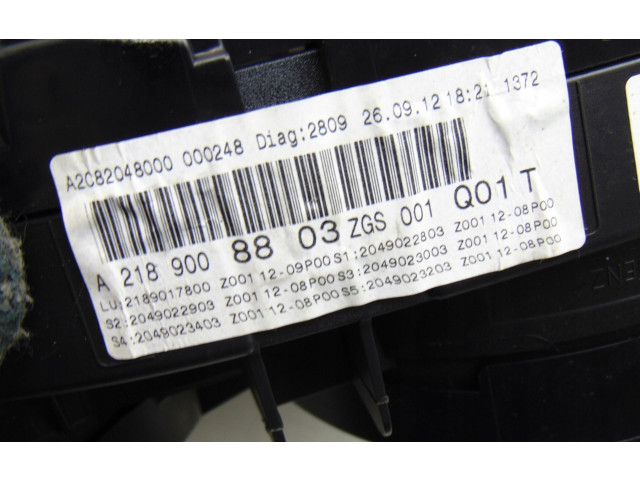 A2C82048000 000248 Diag:2809 26.09.12 18:21 1372
A 218 900 88 03 ZGS 001 Q01 T
LU:2189017800 Z001 12-09P00 S1:2049022803 Z001 12-08P00
S2:2049022903 Z001 12-08P00 S3:2049023003 Z001 12-08P00
S4:2049023403 Z001 12-08P00 S5:2049023203 Z001 12-08P00